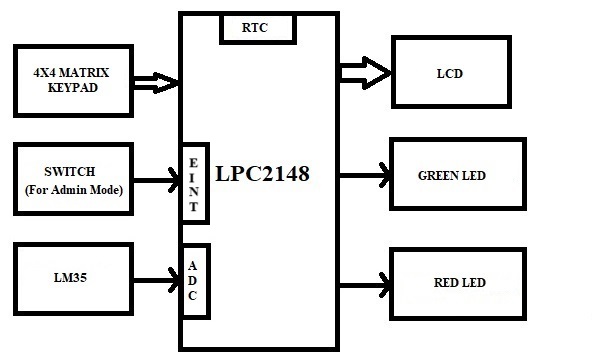 RTC
4X4 MATRIX
KEYPAD
LCD
SWITCH
(For Admin Mode)
EINT
LPC2148
GREEN LED
LM35
ADC
RED LED